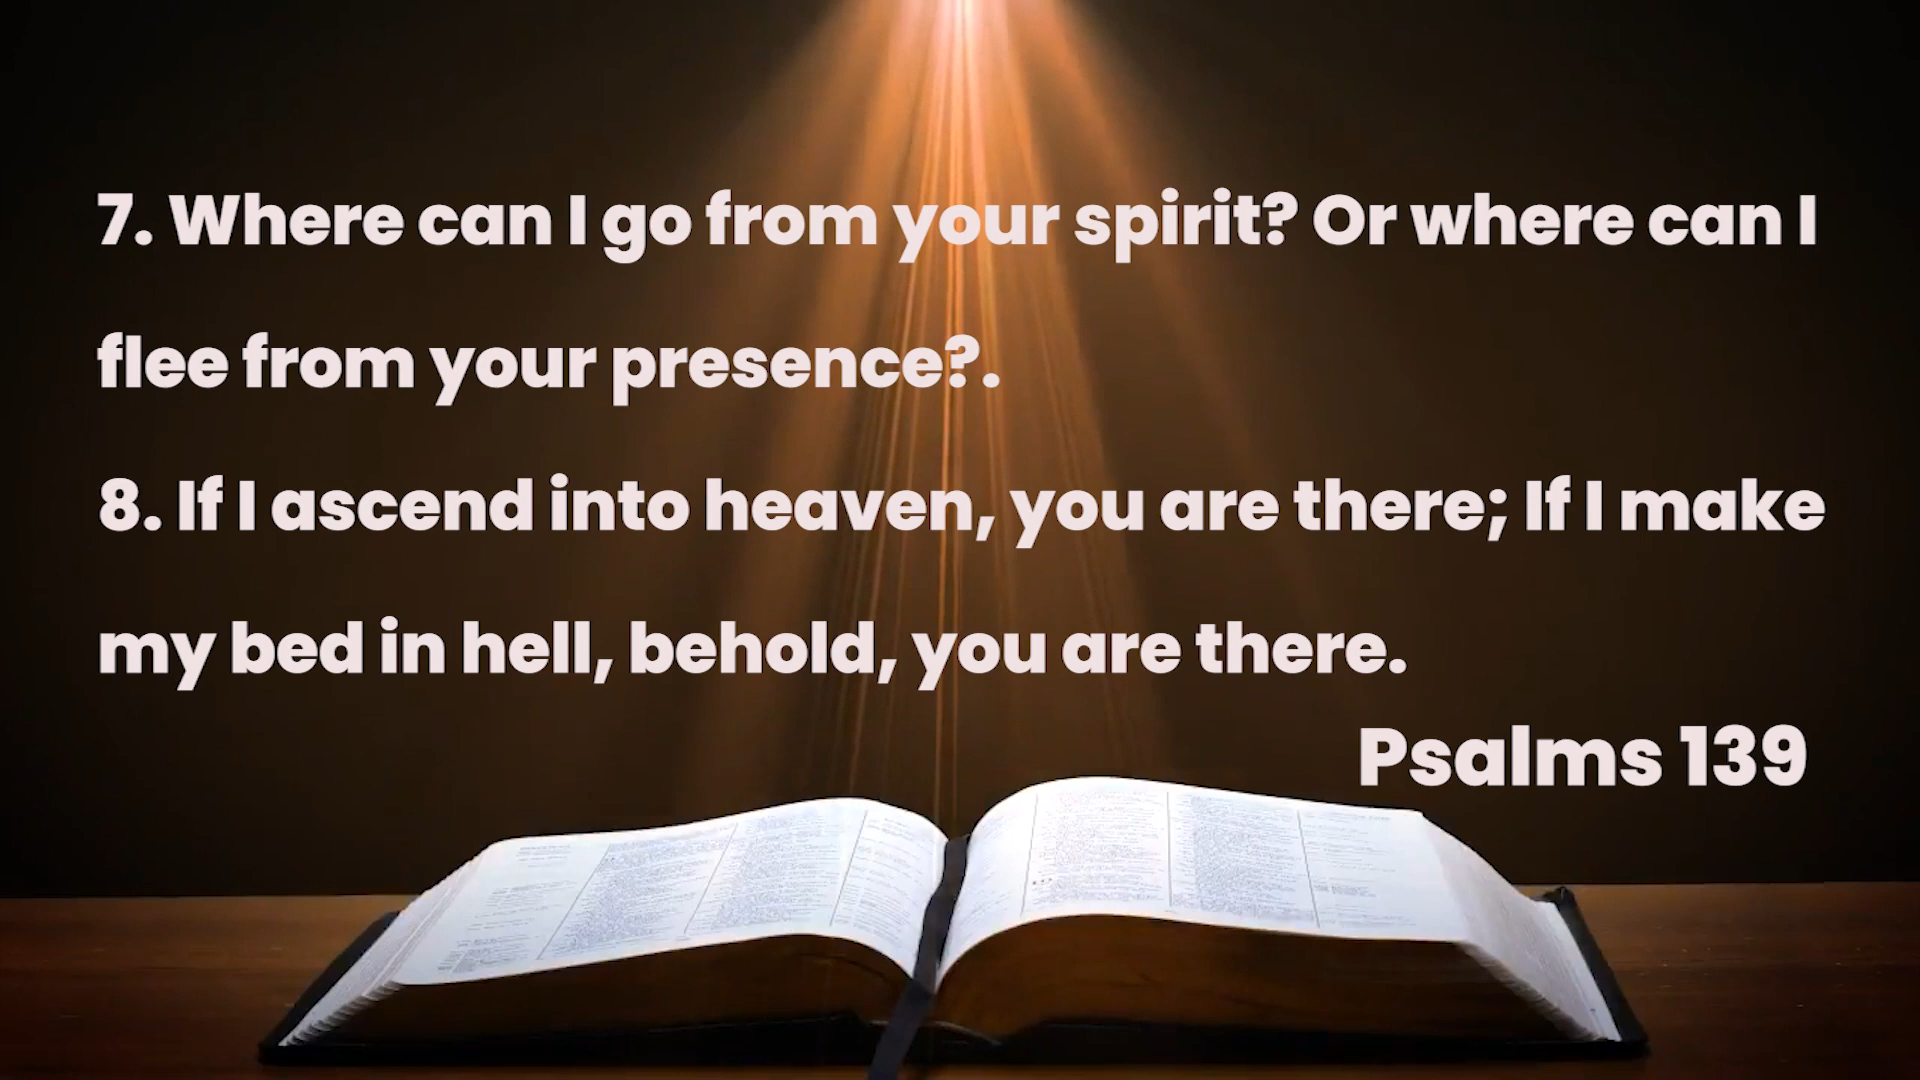 7. Where can I go from your spirit? Or where can I
flee from your presence?.
8. If I ascend into heaven, you are there; If I make
my bed in hell, behold, you are there.
Psalms 139